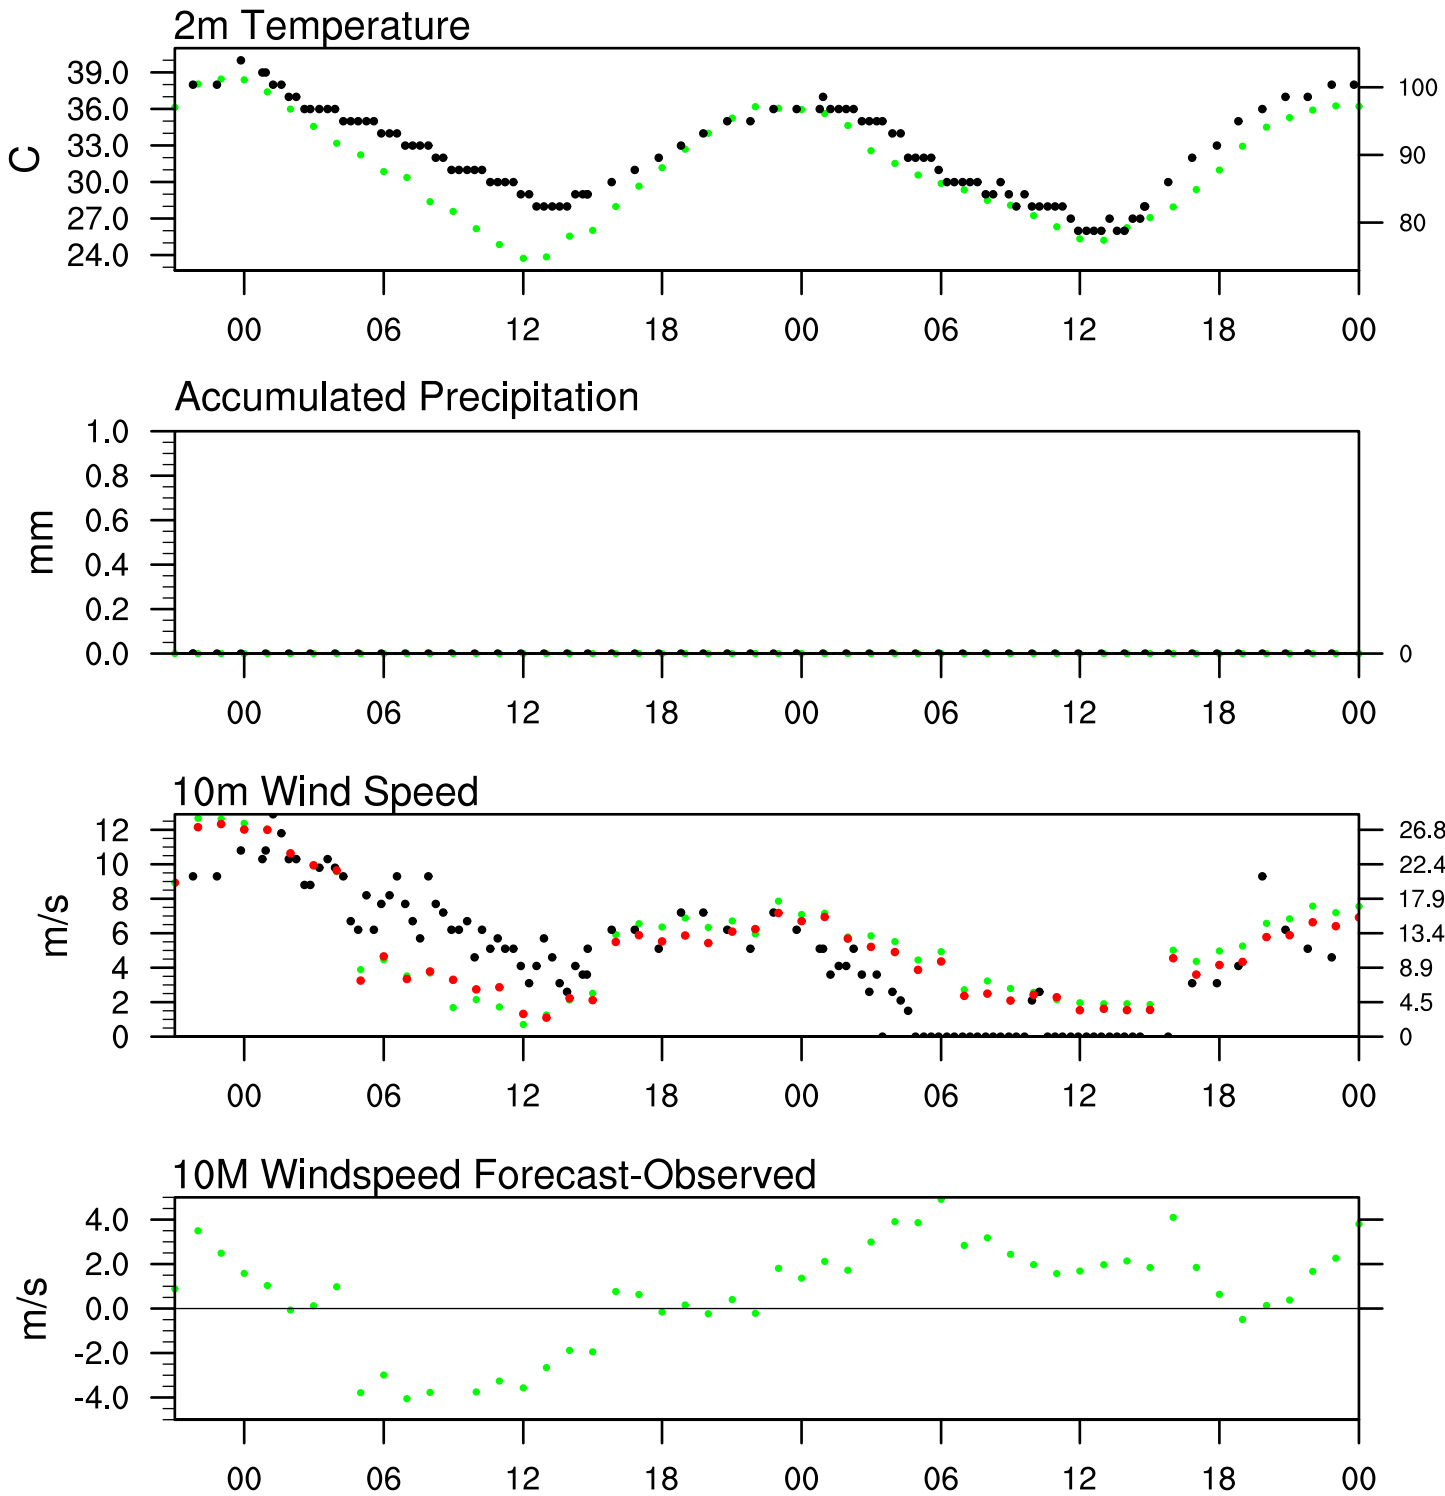 2m Temperature
39.0
36.0
33.0
30.0
27.0
24.0
C
100
90
80
00 06 12 18 00 06 12 18 00
Accumulated Precipitation
1.0
0.8
0.6
0.4
0.2
0.0
mm
0
00 06 12 18 00 06 12 18 00
10m Wind Speed
12
10
8
6
4
2
0
m/s
26.8
22.4
17.9
13.4
8.9
4.5
0
00 06 12 18 00 06 12 18 00
10M Windspeed Forecast-Observed
4.0
2.0
0.0
-2.0
-4.0
m/s
00 06 12 18 00 06 12 18 00